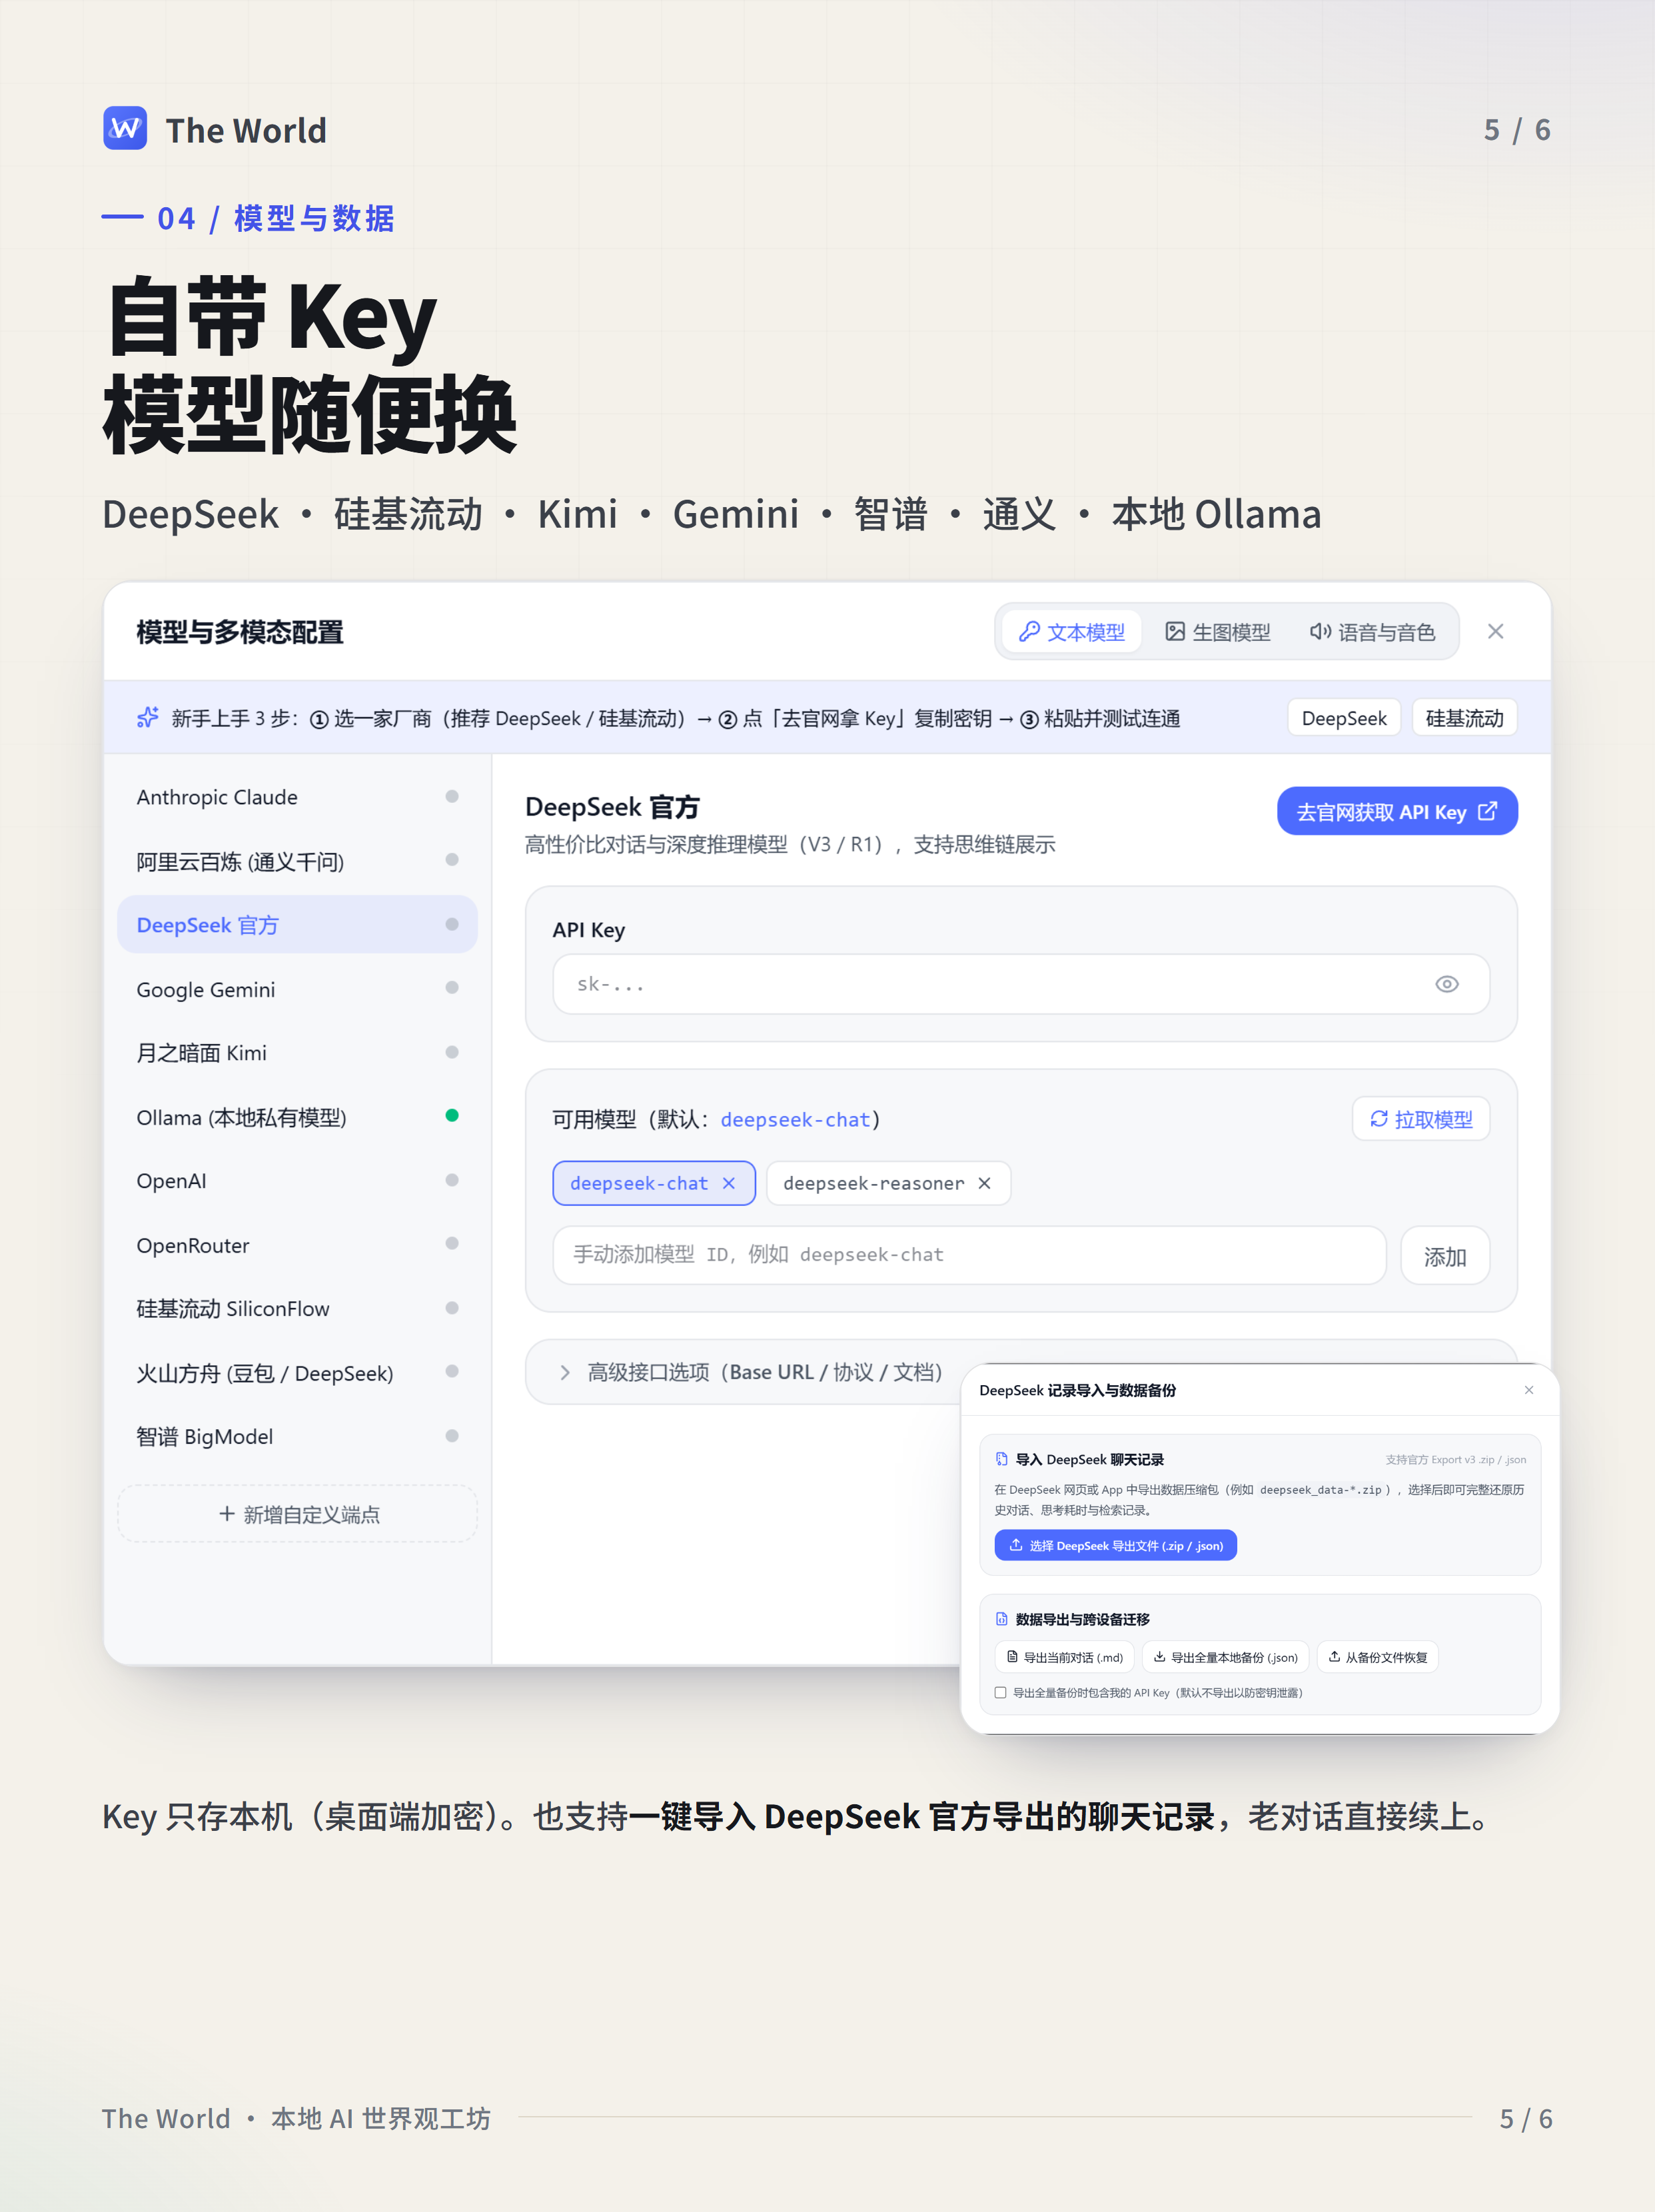 The World
5 / 6
04 / 模型与数据
自带 Key
模型随便换
DeepSeek · 硅基流动 · Kimi · Gemini · 智谱 · 通义 · 本地 Ollama
模型与多模态配置
文本模型 生图模型 语音与音色
新手上手 3 步：① 选一家厂商（推荐 DeepSeek / 硅基流动）→ ② 点「去官网拿 Key」复制密钥 → ③ 粘贴并测试连通
DeepSeek 硅基流动
Anthropic Claude
阿里云百炼 (通义千问)
DeepSeek 官方
Google Gemini
月之暗面 Kimi
Ollama (本地私有模型)
OpenAI
OpenRouter
硅基流动 SiliconFlow
火山方舟 (豆包 / DeepSeek)
智谱 BigModel
+ 新增自定义端点
DeepSeek 官方
高性价比对话与深度推理模型（V3 / R1），支持思维链展示
去官网获取 API Key
API Key
sk-...
可用模型（默认：deepseek-chat）
拉取模型
deepseek-chat × deepseek-reasoner ×
手动添加模型 ID，例如 deepseek-chat
添加
高级接口选项（Base URL / 协议 / 文档）
DeepSeek 记录导入与数据备份
导入 DeepSeek 聊天记录
支持官方 Export v3 .zip / .json
在 DeepSeek 网页或 App 中导出数据压缩包（例如 deepseek_data-*.zip），选择后即可完整还原历
史对话、思考耗时与检索记录。
选择 DeepSeek 导出文件 (.zip / .json)
数据导出与跨设备迁移
导出当前对话 (.md) 导出全量本地备份 (.json) 从备份文件恢复
导出全量备份时包含我的 API Key（默认不导出以防密钥泄露）
Key 只存本机（桌面端加密）。也支持一键导入 DeepSeek 官方导出的聊天记录，老对话直接续上。
The World · 本地 AI 世界观工坊
5 / 6